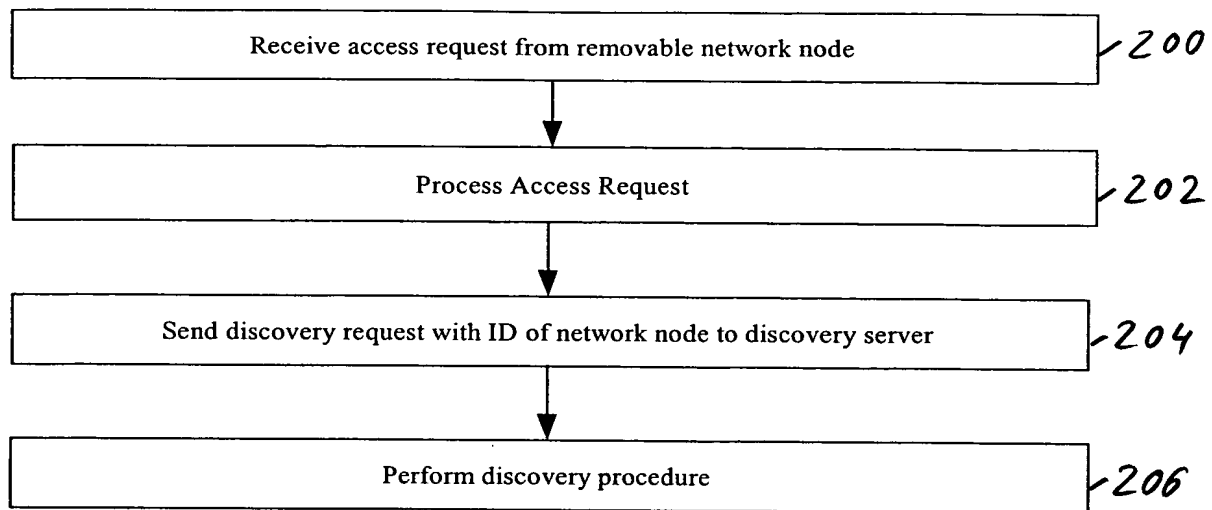 Receive access request from removable network node
200
Process Access Request
202
Send discovery request with ID of network node to discovery server
204
Perform discovery procedure
206